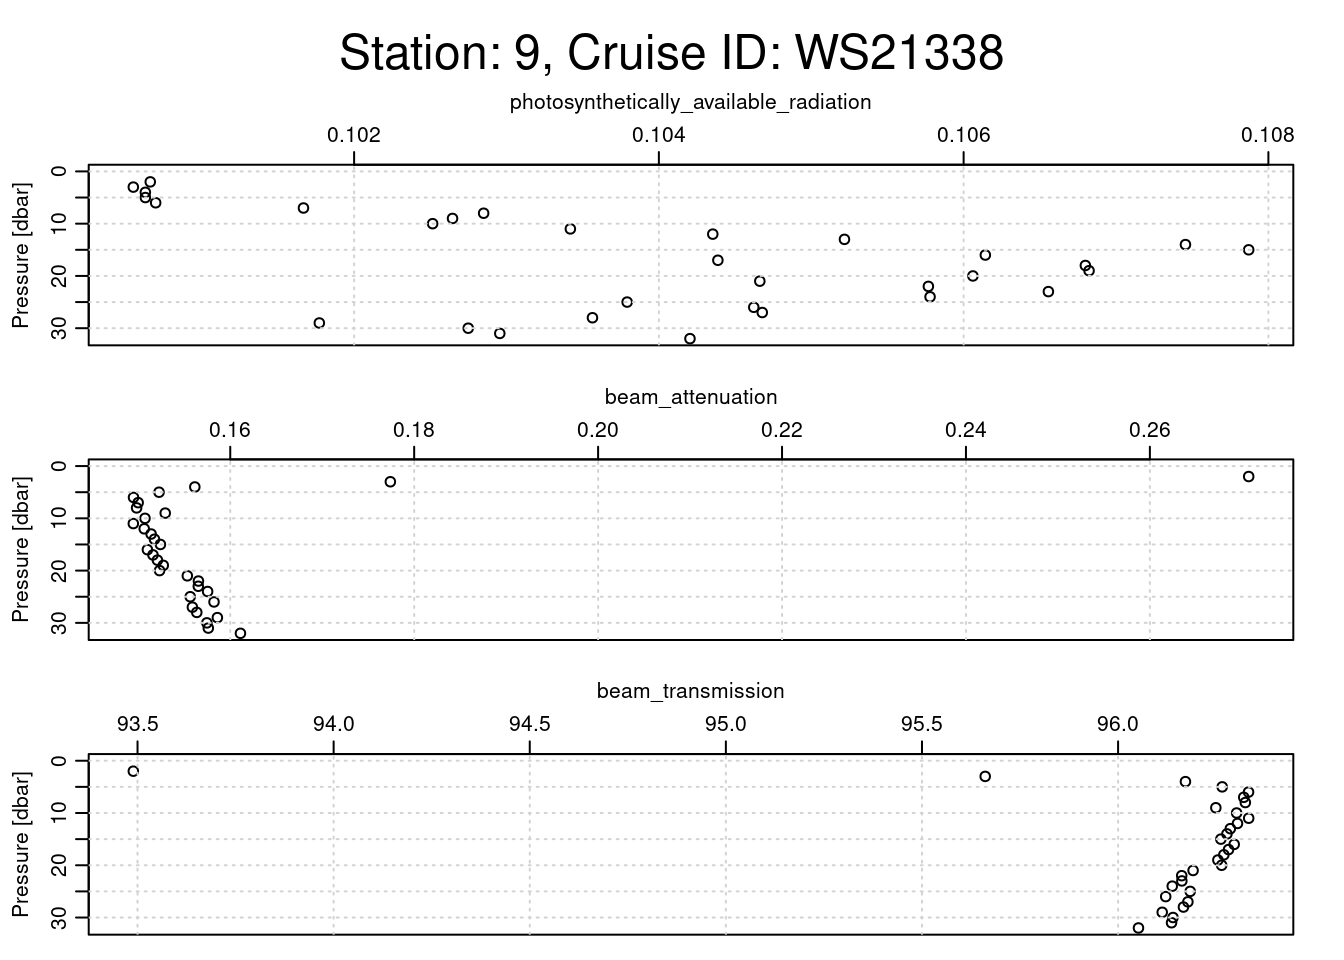 Station: 9, Cruise ID: WS21338
photosynthetically_available_radiation
0.102 0.104 0.106 0.108
Pressure [dbar]
0
10
20
30
beam_attenuation
0.16 0.18 0.20 0.22 0.24 0.26
Pressure [dbar]
0
10
20
30
beam_transmission
93.5 94.0 94.5 95.0 95.5 96.0
Pressure [dbar]
0
10
20
30